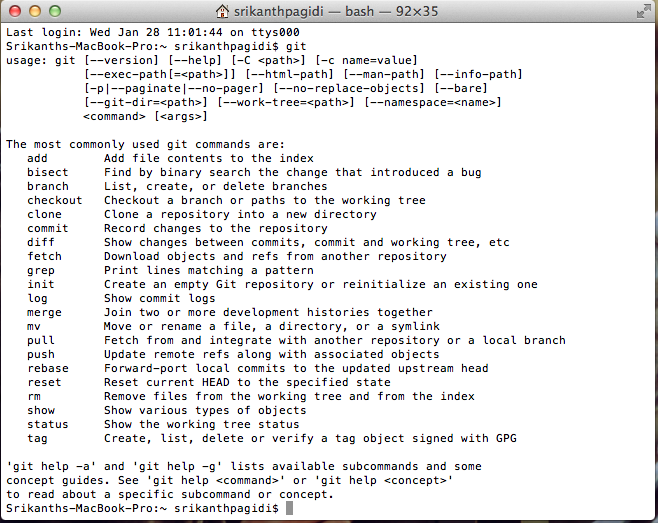 srikanthpagidi — bash — 92×35
Last login: Wed Jan 28 11:01:44 on ttys000
Srikanths-MacBook-Pro:~ srikanthpagidi$ git
usage: git [--version] [--help] [-C <path>] [-c name=value]
           [--exec-path[=<path>]] [--html-path] [--man-path] [--info-path]
           [-p|--paginate|--no-pager] [--no-replace-objects] [--bare]
           [--git-dir=<path>] [--work-tree=<path>] [--namespace=<name>]
           <command> [<args>]

The most commonly used git commands are:
   add        Add file contents to the index
   bisect     Find by binary search the change that introduced a bug
   branch     List, create, or delete branches
   checkout   Checkout a branch or paths to the working tree
   clone      Clone a repository into a new directory
   commit     Record changes to the repository
   diff       Show changes between commits, commit and working tree, etc
   fetch      Download objects and refs from another repository
   grep       Print lines matching a pattern
   init       Create an empty Git repository or reinitialize an existing one
   log        Show commit logs
   merge      Join two or more development histories together
   mv         Move or rename a file, a directory, or a symlink
   pull       Fetch from and integrate with another repository or a local branch
   push       Update remote refs along with associated objects
   rebase     Forward-port local commits to the updated upstream head
   reset      Reset current HEAD to the specified state
   rm         Remove files from the working tree and from the index
   show       Show various types of objects
   status     Show the working tree status
   tag        Create, list, delete or verify a tag object signed with GPG

'git help -a' and 'git help -g' lists available subcommands and some
concept guides. See 'git help <command>' or 'git help <concept>'
to read about a specific subcommand or concept.
Srikanths-MacBook-Pro:~ srikanthpagidi$